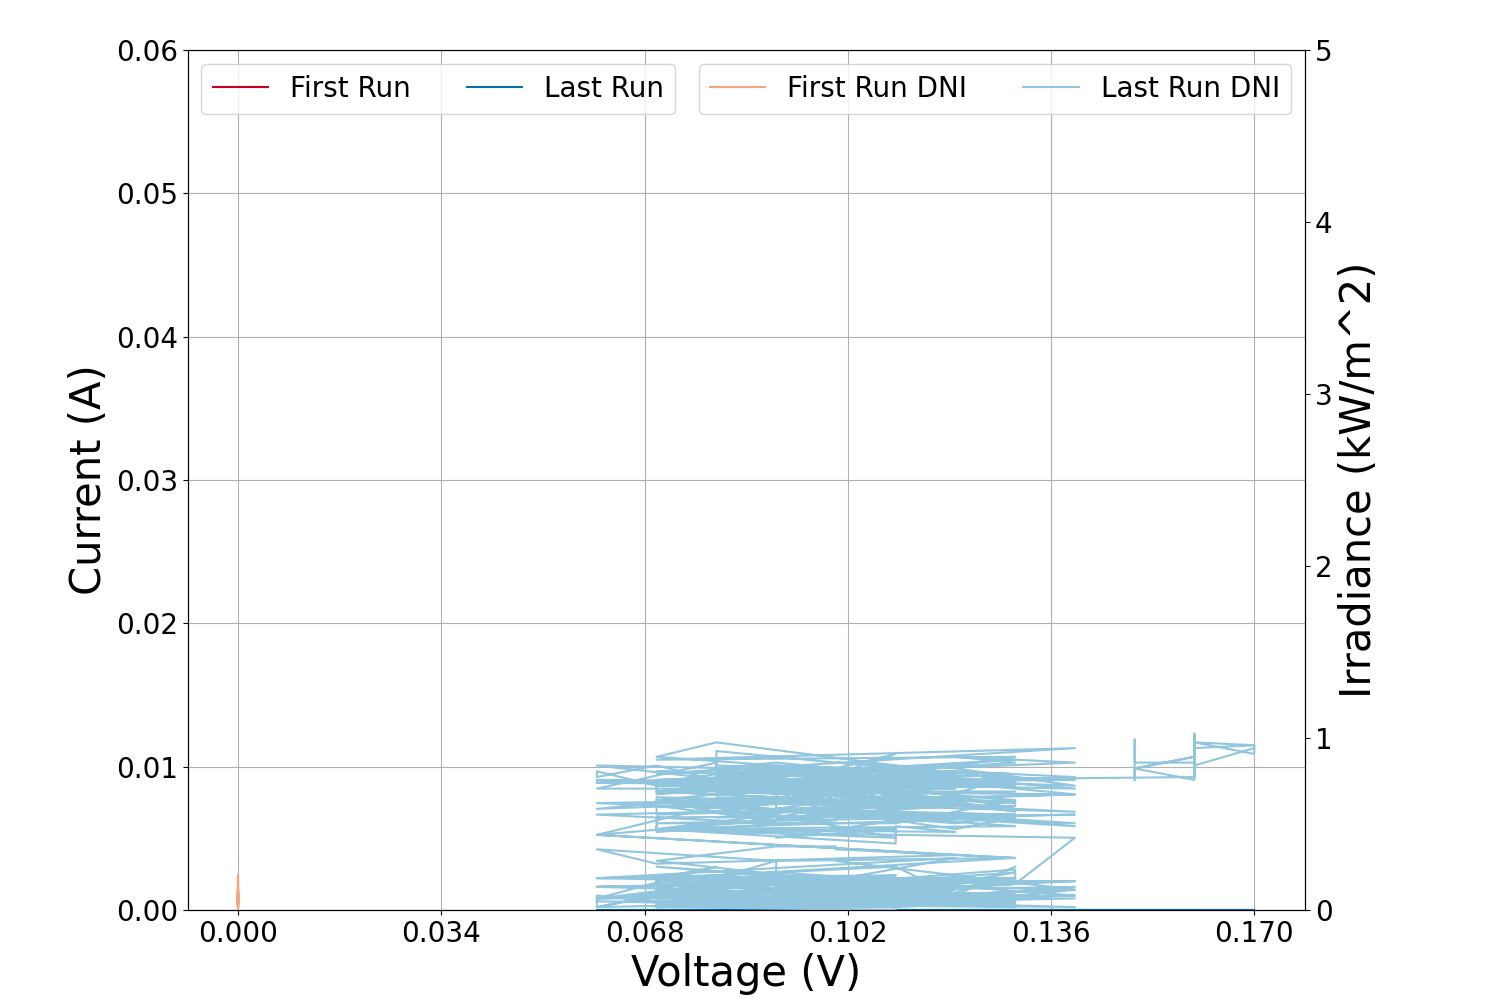 First Run
Last Run
First Run DNI
Last Run DNI
0.06
0.05
0.04
0.03
0.02
0.01
0.00
Current (A)
5
4
3
2
1
0
Irradiance (kW/m^2)
0.000
0.034
0.068
0.102
0.136
0.170
Voltage (V)